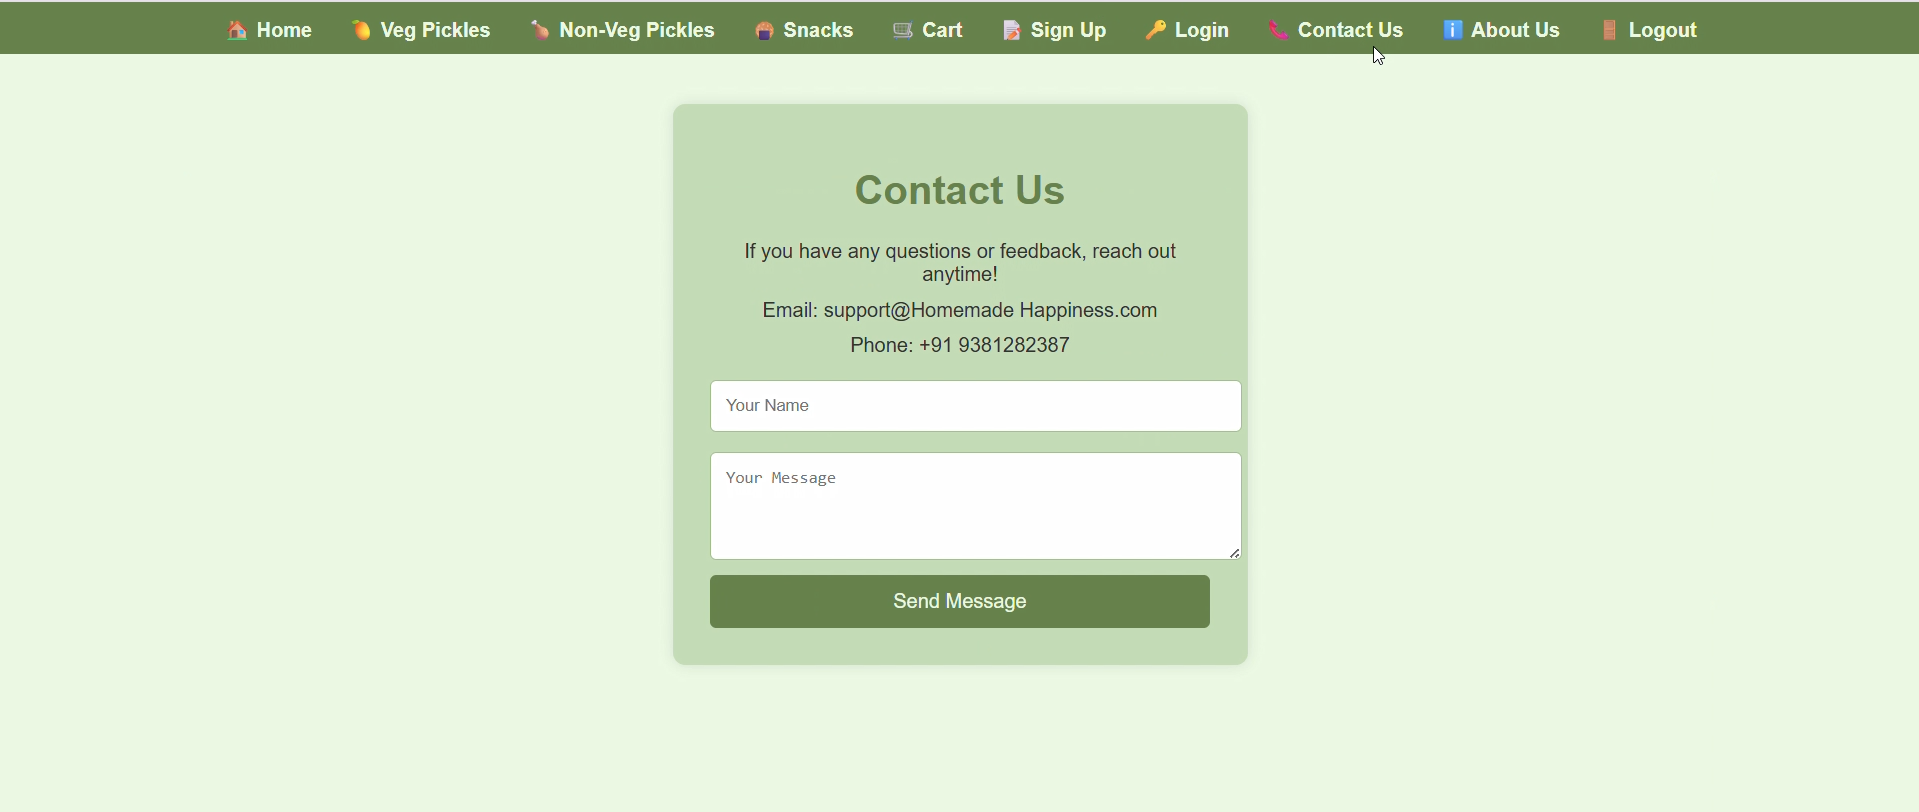 🏠 Home 🥭 Veg Pickles 🍗 Non-Veg Pickles 🍘 Snacks 🛒 Cart 📝 Sign Up 🔑 Login 📞 Contact Us ℹ️ About Us 🚪 Logout
Contact Us
If you have any questions or feedback, reach out
anytime!
Email: support@Homemade Happiness.com
Phone: +91 9381282387
Your Name
Your Message
Send Message